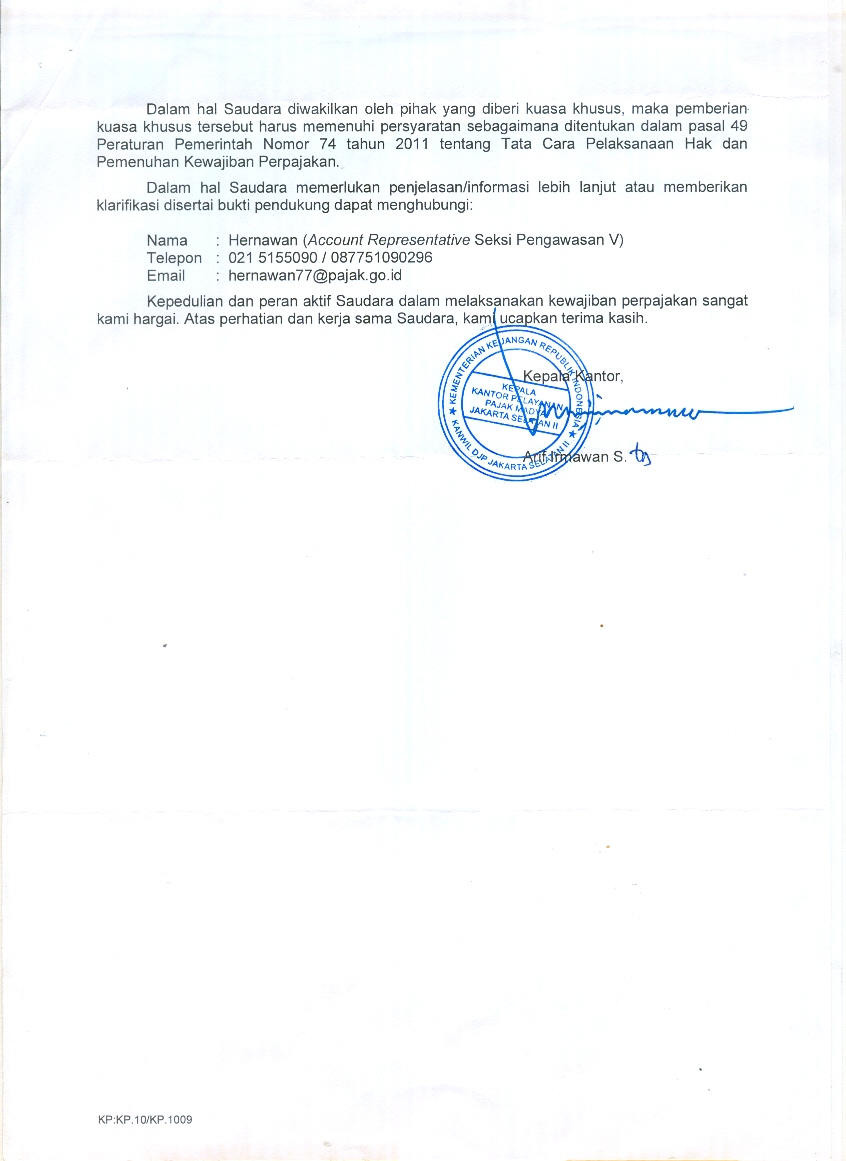 Dalam hal Saudara diwakilkan oleh pihak yang diberi kuasa khusus, maka pemberian
kuasa khusus tersebut harus memenuhi persyaratan sebagaimana ditentukan dalam pasal 49
Peraturan Pemerintah Nomor 74 tahun 2011 tentang Tata Cara Pelaksanaan Hak dan
Pemenuhan Kewajiban Perpajakan.
Dalam hal Saudara memerlukan penjelasan/informasi lebih lanjut atau memberikan
klarifikasi disertai bukti pendukung dapat menghubungi:
Nama : Hernawan (Account Representative Seksi Pengawasan V)
Telepon : 021 5155090 / 087751090296
Email : hernawan77@pajak.go.id
Kepedulian dan peran aktif Saudara dalam melaksanakan kewajiban perpajakan sangat
kami hargai. Atas perhatian dan kerja sama Saudara, kami ucapkan terima kasih.
Kepala Kantor,
KEMENTERIAN KEUANGAN REPUBLIK INDONESIA
KEPALA
KANTOR PELAYANAN
PAJAK MADYA
JAKARTA SELATAN II
KANWIL DJP JAKARTA SELATAN II
Arif Irmawan S.
KP:KP.10/KP.1009